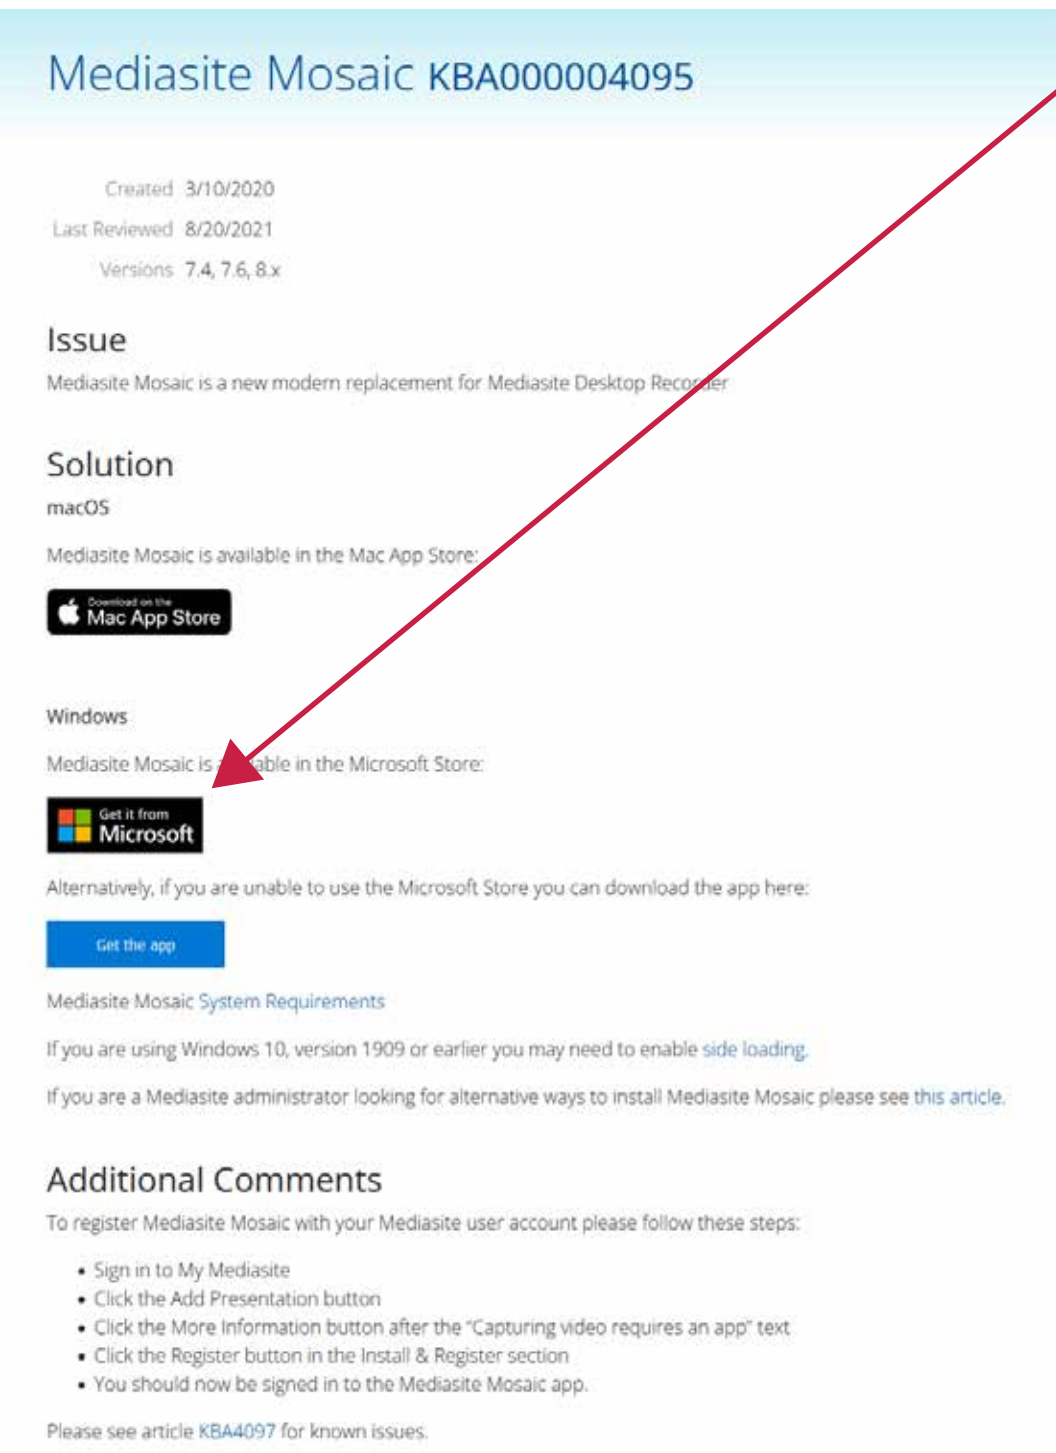 Mediasite Mosaic KBA000004095
Created 3/10/2020
Last Reviewed 8/20/2021
Versions 7.4, 7.6, 8.x
Issue
Mediasite Mosaic is a new modern replacement for Mediasite Desktop Recorder
Solution
macOS
Mediasite Mosaic is available in the Mac App Store:
Download on the
Mac App Store
Windows
Mediasite Mosaic is available in the Microsoft Store:
Get it from
Microsoft
Alternatively, if you are unable to use the Microsoft Store you can download the app here:
Get the app
Mediasite Mosaic System Requirements
If you are using Windows 10, version 1909 or earlier you may need to enable side loading.
If you are a Mediasite administrator looking for alternative ways to install Mediasite Mosaic please see this article.
Additional Comments
To register Mediasite Mosaic with your Mediasite user account please follow these steps:
• Sign in to My Mediasite
• Click the Add Presentation button
• Click the More Information button after the "Capturing video requires an app" text
• Click the Register button in the Install & Register section
• You should now be signed in to the Mediasite Mosaic app.
Please see article KBA4097 for known issues.